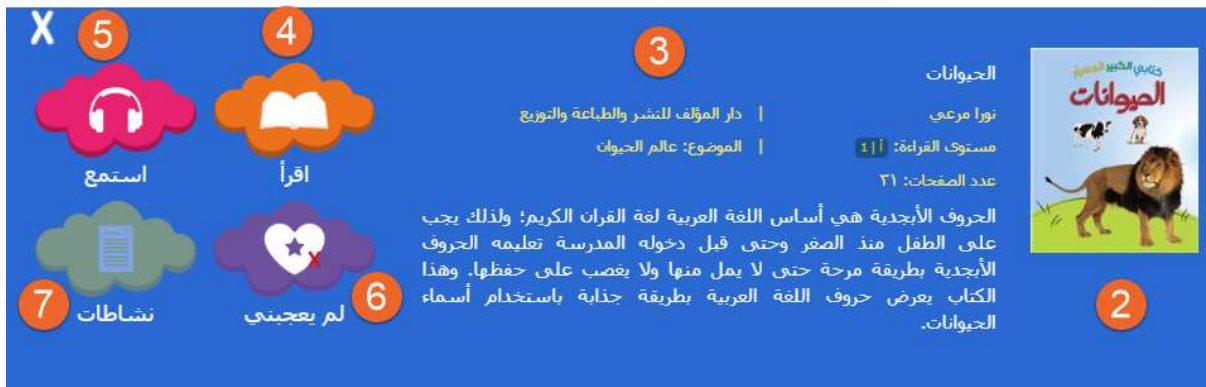 كتابي الكبير المصور
الحيوانات
2
3
الحيوانات
نورا مرعي | دار المؤلف للنشر والطباعة والتوزيع
مستوى القراءة: أ|1 | الموضوع: عالم الحيوان
عدد الصفحات: ٣١
الحروف الأبجدية هي أساس اللغة العربية لغة القران الكريم؛ ولذلك يجب
على الطفل منذ الصغر وحتى قبل دخوله المدرسة تعليمه الحروف
الأبجدية بطريقة مرحة حتى لا يمل منها ولا يغصب على حفظها. وهذا
الكتاب يعرض حروف اللغة العربية بطريقة جذابة باستخدام أسماء
الحيوانات.
4
اقرأ
5
استمع
X
6
لم يعجبني
7
نشاطات